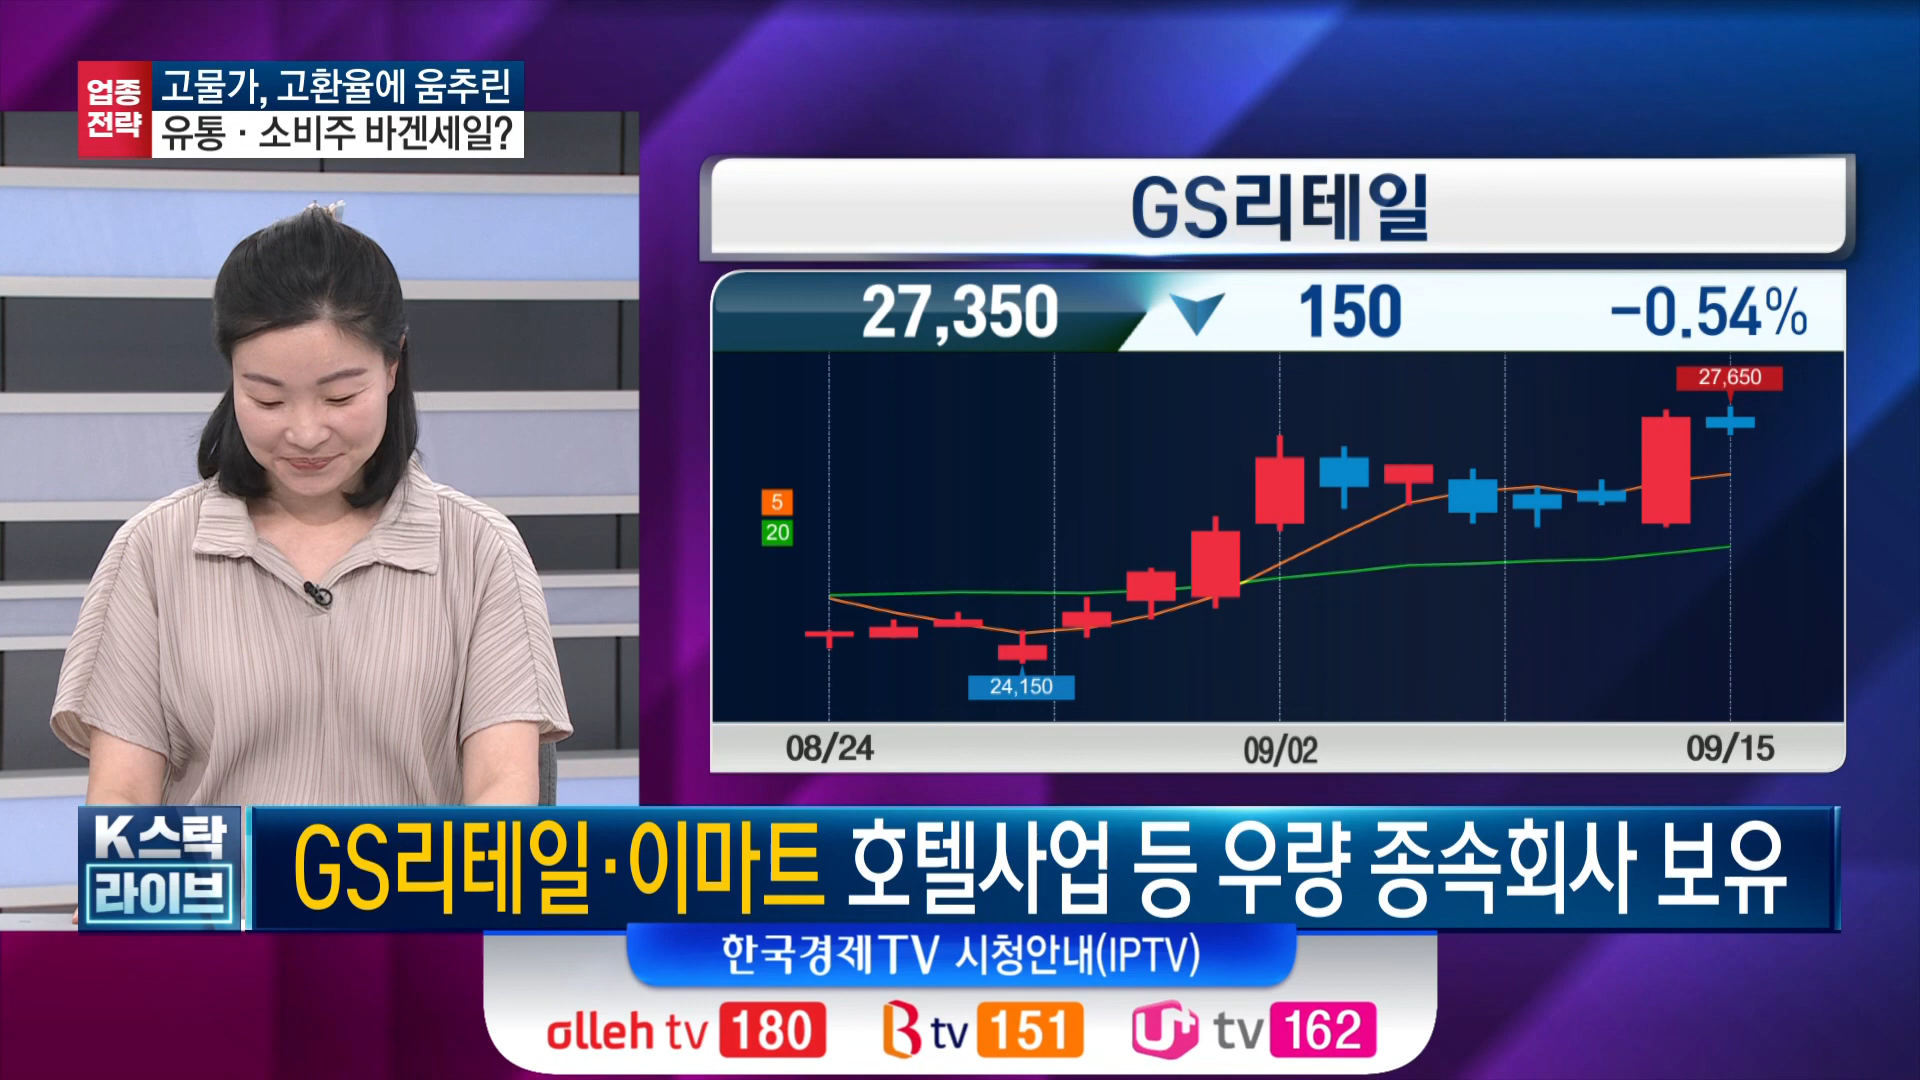 업종
전략
고물가, 고환율에 움추린
유통 · 소비주 바겐세일?
GS리테일
27,350 150 -0.54%
27,650
5
20
24,150
08/24 09/02 09/15
K스탁
라이브
GS리테일·이마트 호텔사업 등 우량 종속회사 보유
한국경제TV 시청안내(IPTV)
olleh tv 180 B tv 151 U+ tv 162